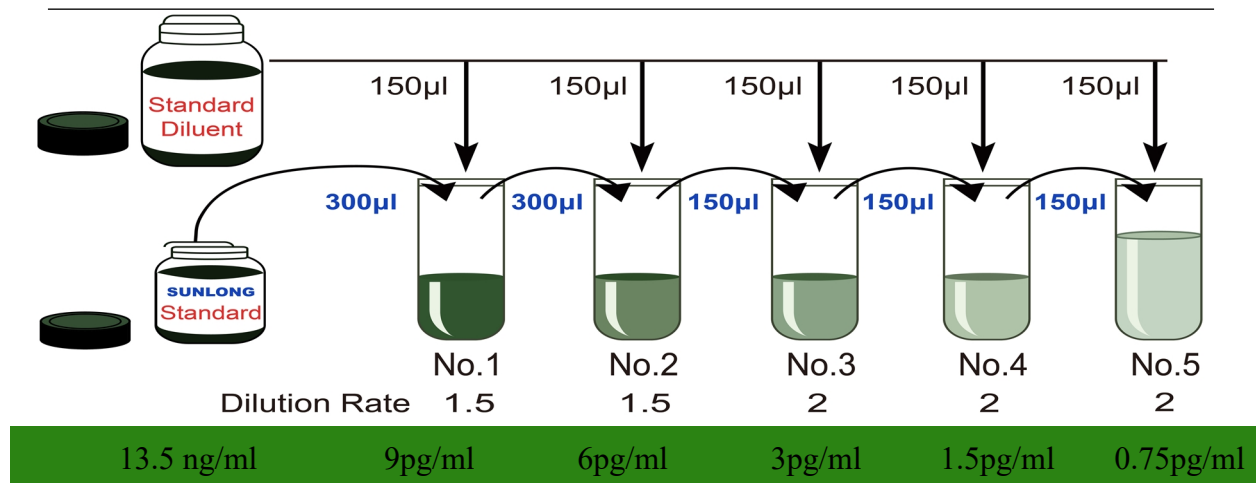 150µl 150µl 150µl 150µl 150µl
Standard
Diluent
300µl 300µl 150µl 150µl 150µl
SUNLONG
Standard
No.1 No.2 No.3 No.4 No.5
Dilution Rate 1.5 1.5 2 2 2
13.5 ng/ml 9pg/ml 6pg/ml 3pg/ml 1.5pg/ml 0.75pg/ml